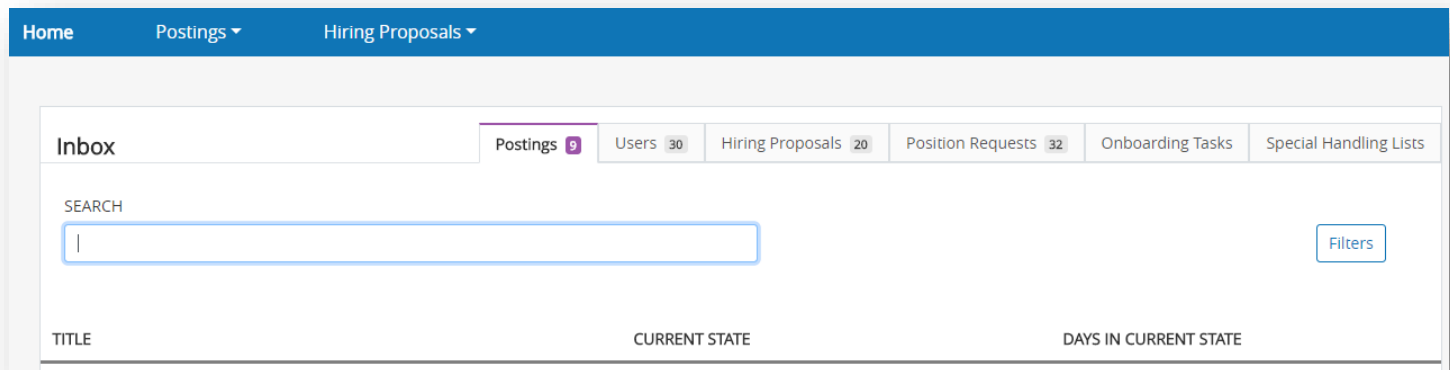 Home Postings Hiring Proposals
Inbox Postings 9 Users 30 Hiring Proposals 20 Position Requests 32 Onboarding Tasks Special Handling Lists
SEARCH
Filters
TITLE CURRENT STATE DAYS IN CURRENT STATE